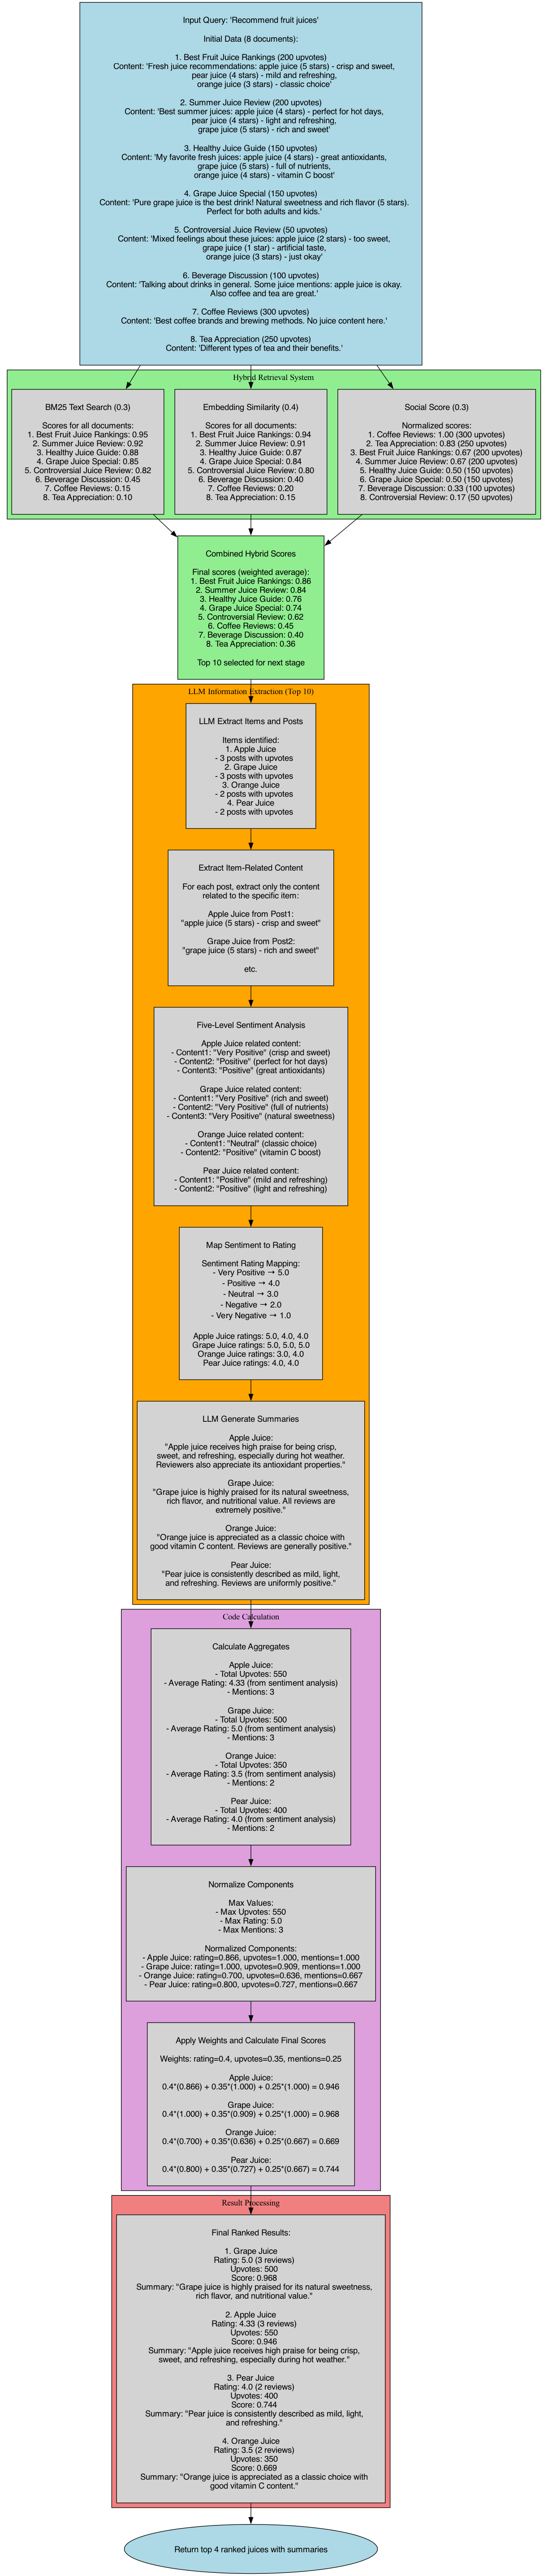 Input Query: 'Recommend fruit juices'
Initial Data (8 documents):
1. Best Fruit Juice Rankings (200 upvotes)
Content: 'Fresh juice recommendations: apple juice (5 stars) - crisp and sweet,
pear juice (4 stars) - mild and refreshing,
orange juice (3 stars) - classic choice'
2. Summer Juice Review (200 upvotes)
Content: 'Best summer juices: apple juice (4 stars) - perfect for hot days,
pear juice (4 stars) - light and refreshing,
grape juice (5 stars) - rich and sweet'
3. Healthy Juice Guide (150 upvotes)
Content: 'My favorite fresh juices: apple juice (4 stars) - great antioxidants,
grape juice (5 stars) - full of nutrients,
orange juice (4 stars) - vitamin C boost'
4. Grape Juice Special (150 upvotes)
Content: 'Pure grape juice is the best drink! Natural sweetness and rich flavor (5 stars).
Perfect for both adults and kids.'
5. Controversial Juice Review (50 upvotes)
Content: 'Mixed feelings about these juices: apple juice (2 stars) - too sweet,
grape juice (1 star) - artificial taste,
orange juice (3 stars) - just okay'
6. Beverage Discussion (100 upvotes)
Content: 'Talking about drinks in general. Some juice mentions: apple juice is okay.
Also coffee and tea are great.'
7. Coffee Reviews (300 upvotes)
Content: 'Best coffee brands and brewing methods. No juice content here.'
8. Tea Appreciation (250 upvotes)
Content: 'Different types of tea and their benefits.'
Hybrid Retrieval System
BM25 Text Search (0.3)
Scores for all documents:
1. Best Fruit Juice Rankings: 0.95
2. Summer Juice Review: 0.92
3. Healthy Juice Guide: 0.88
4. Grape Juice Special: 0.85
5. Controversial Juice Review: 0.82
6. Beverage Discussion: 0.45
7. Coffee Reviews: 0.15
8. Tea Appreciation: 0.10
Embedding Similarity (0.4)
Scores for all documents:
1. Best Fruit Juice Rankings: 0.94
2. Summer Juice Review: 0.91
3. Healthy Juice Guide: 0.87
4. Grape Juice Special: 0.84
5. Controversial Juice Review: 0.80
6. Beverage Discussion: 0.40
7. Coffee Reviews: 0.20
8. Tea Appreciation: 0.15
Social Score (0.3)
Normalized scores:
1. Coffee Reviews: 1.00 (300 upvotes)
2. Tea Appreciation: 0.83 (250 upvotes)
3. Best Fruit Juice Rankings: 0.67 (200 upvotes)
4. Summer Juice Review: 0.67 (200 upvotes)
5. Healthy Juice Guide: 0.50 (150 upvotes)
6. Grape Juice Special: 0.50 (150 upvotes)
7. Beverage Discussion: 0.33 (100 upvotes)
8. Controversial Review: 0.17 (50 upvotes)
Combined Hybrid Scores
Final scores (weighted average):
1. Best Fruit Juice Rankings: 0.86
2. Summer Juice Review: 0.84
3. Healthy Juice Guide: 0.76
4. Grape Juice Special: 0.74
5. Controversial Review: 0.62
6. Coffee Reviews: 0.45
7. Beverage Discussion: 0.40
8. Tea Appreciation: 0.36
Top 10 selected for next stage
LLM Information Extraction (Top 10)
LLM Extract Items and Posts
Items identified:
1. Apple Juice
- 3 posts with upvotes
2. Grape Juice
- 3 posts with upvotes
3. Orange Juice
- 2 posts with upvotes
4. Pear Juice
- 2 posts with upvotes
Extract Item-Related Content
For each post, extract only the content
related to the specific item:
Apple Juice from Post1:
"apple juice (5 stars) - crisp and sweet"
Grape Juice from Post2:
"grape juice (5 stars) - rich and sweet"
etc.
Five-Level Sentiment Analysis
Apple Juice related content:
- Content1: "Very Positive" (crisp and sweet)
- Content2: "Positive" (perfect for hot days)
- Content3: "Positive" (great antioxidants)
Grape Juice related content:
- Content1: "Very Positive" (rich and sweet)
- Content2: "Very Positive" (full of nutrients)
- Content3: "Very Positive" (natural sweetness)
Orange Juice related content:
- Content1: "Neutral" (classic choice)
- Content2: "Positive" (vitamin C boost)
Pear Juice related content:
- Content1: "Positive" (mild and refreshing)
- Content2: "Positive" (light and refreshing)
Map Sentiment to Rating
Sentiment Rating Mapping:
- Very Positive → 5.0
- Positive → 4.0
- Neutral → 3.0
- Negative → 2.0
- Very Negative → 1.0
Apple Juice ratings: 5.0, 4.0, 4.0
Grape Juice ratings: 5.0, 5.0, 5.0
Orange Juice ratings: 3.0, 4.0
Pear Juice ratings: 4.0, 4.0
LLM Generate Summaries
Apple Juice:
"Apple juice receives high praise for being crisp,
sweet, and refreshing, especially during hot weather.
Reviewers also appreciate its antioxidant properties."
Grape Juice:
"Grape juice is highly praised for its natural sweetness,
rich flavor, and nutritional value. All reviews are
extremely positive."
Orange Juice:
"Orange juice is appreciated as a classic choice with
good vitamin C content. Reviews are generally positive."
Pear Juice:
"Pear juice is consistently described as mild, light,
and refreshing. Reviews are uniformly positive."
Code Calculation
Calculate Aggregates
Apple Juice:
- Total Upvotes: 550
- Average Rating: 4.33 (from sentiment analysis)
- Mentions: 3
Grape Juice:
- Total Upvotes: 500
- Average Rating: 5.0 (from sentiment analysis)
- Mentions: 3
Orange Juice:
- Total Upvotes: 350
- Average Rating: 3.5 (from sentiment analysis)
- Mentions: 2
Pear Juice:
- Total Upvotes: 400
- Average Rating: 4.0 (from sentiment analysis)
- Mentions: 2
Normalize Components
Max Values:
- Max Upvotes: 550
- Max Rating: 5.0
- Max Mentions: 3
Normalized Components:
- Apple Juice: rating=0.866, upvotes=1.000, mentions=1.000
- Grape Juice: rating=1.000, upvotes=0.909, mentions=1.000
- Orange Juice: rating=0.700, upvotes=0.636, mentions=0.667
- Pear Juice: rating=0.800, upvotes=0.727, mentions=0.667
Apply Weights and Calculate Final Scores
Weights: rating=0.4, upvotes=0.35, mentions=0.25
Apple Juice:
0.4*(0.866) + 0.35*(1.000) + 0.25*(1.000) = 0.946
Grape Juice:
0.4*(1.000) + 0.35*(0.909) + 0.25*(1.000) = 0.968
Orange Juice:
0.4*(0.700) + 0.35*(0.636) + 0.25*(0.667) = 0.669
Pear Juice:
0.4*(0.800) + 0.35*(0.727) + 0.25*(0.667) = 0.744
Result Processing
Final Ranked Results:
1. Grape Juice
Rating: 5.0 (3 reviews)
Upvotes: 500
Score: 0.968
Summary: "Grape juice is highly praised for its natural sweetness,
rich flavor, and nutritional value."
2. Apple Juice
Rating: 4.33 (3 reviews)
Upvotes: 550
Score: 0.946
Summary: "Apple juice receives high praise for being crisp,
sweet, and refreshing, especially during hot weather."
3. Pear Juice
Rating: 4.0 (2 reviews)
Upvotes: 400
Score: 0.744
Summary: "Pear juice is consistently described as mild, light,
and refreshing."
4. Orange Juice
Rating: 3.5 (2 reviews)
Upvotes: 350
Score: 0.669
Summary: "Orange juice is appreciated as a classic choice with
good vitamin C content."
Return top 4 ranked juices with summaries